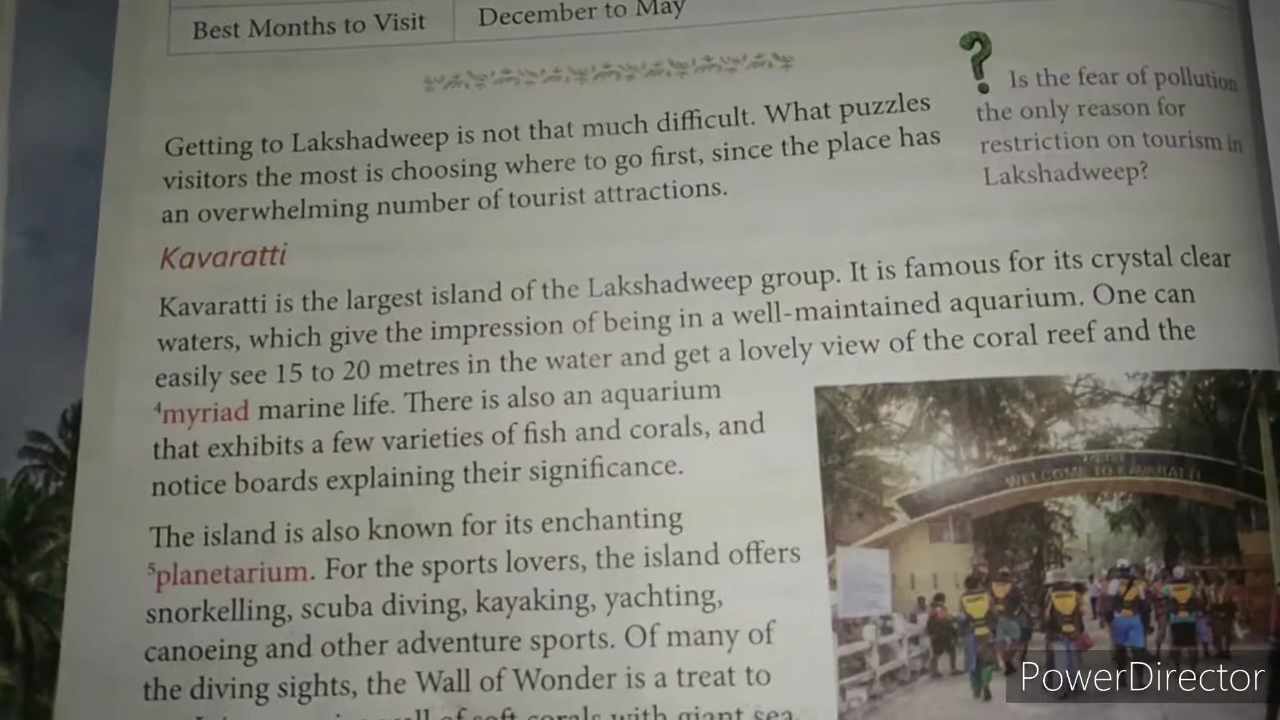 Best Months to Visit
December to May
Getting to Lakshadweep is not that much difficult. What puzzles
visitors the most is choosing where to go first, since the place has
an overwhelming number of tourist attractions.
? Is the fear of pollution
the only reason for
restriction on tourism in
Lakshadweep?
Kavaratti
Kavaratti is the largest island of the Lakshadweep group. It is famous for its crystal clear
waters, which give the impression of being in a well-maintained aquarium. One can
easily see 15 to 20 metres in the water and get a lovely view of the coral reef and the
⁴myriad marine life. There is also an aquarium
that exhibits a few varieties of fish and corals, and
notice boards explaining their significance.
The island is also known for its enchanting
⁵planetarium. For the sports lovers, the island offers
snorkelling, scuba diving, kayaking, yachting,
canoeing and other adventure sports. Of many of
the diving sights, the Wall of Wonder is a treat to
of soft corals with giant sea
WELCOME TO KAVARATTI
PowerDirector